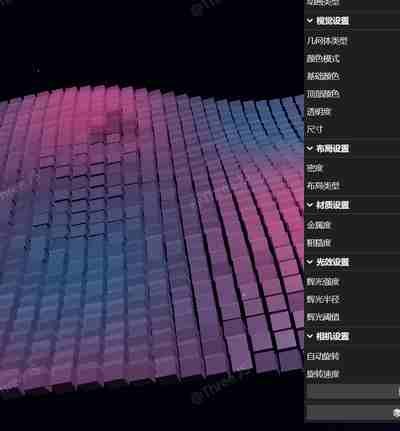 动画类型
视觉设置
几何体类型
颜色模式
基础颜色
顶部颜色
透明度
尺寸
布局设置
密度
布局类型
材质设置
金属度
粗糙度
光效设置
辉光强度
辉光半径
辉光阈值
相机设置
自动旋转
旋转速度